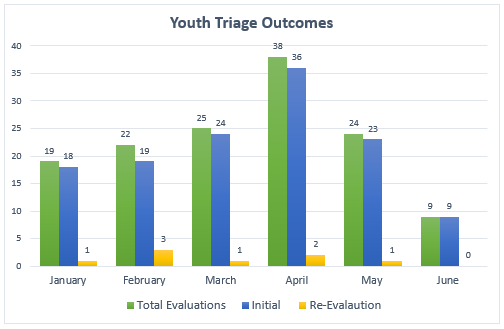 Youth Triage Outcomes
40
35
30
25
20
15
10
5
0
19 18 1
22 19 3
25 24 1
38 36 2
24 23 1
9 9 0
January February March April May June
Total Evaluations Initial Re-Evalaution